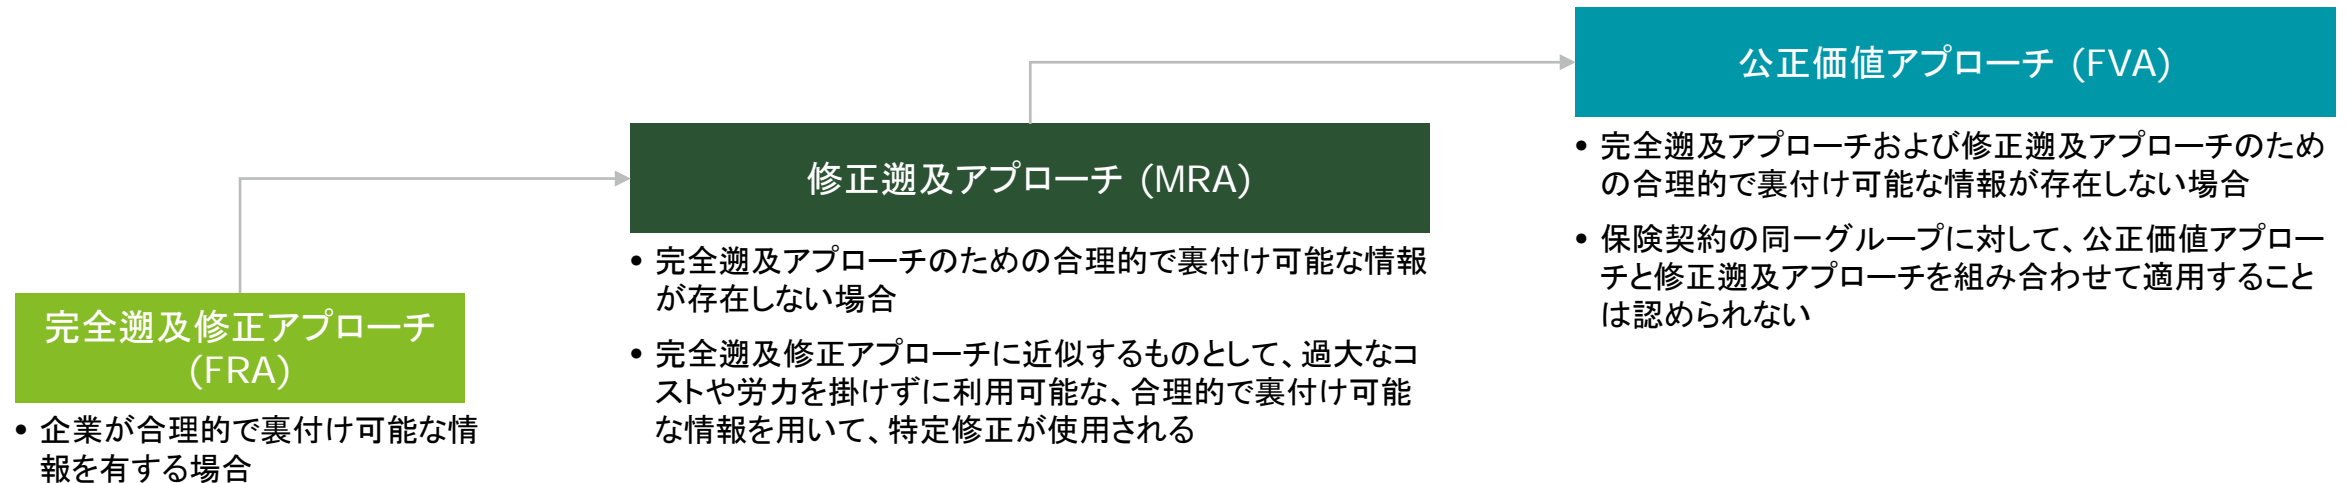 完全遡及修正アプローチ
(FRA)
• 企業が合理的で裏付け可能な情
報を有する場合
修正遡及アプローチ (MRA)
• 完全遡及アプローチのための合理的で裏付け可能な情報
が存在しない場合
• 完全遡及修正アプローチに近似するものとして、過大なコ
ストや労力を掛けずに利用可能な、合理的で裏付け可能
な情報を用いて、特定修正が使用される
公正価値アプローチ (FVA)
• 完全遡及アプローチおよび修正遡及アプローチのため
の合理的で裏付け可能な情報が存在しない場合
• 保険契約の同一グループに対して、公正価値アプロー
チと修正遡及アプローチを組み合わせて適用すること
は認められない